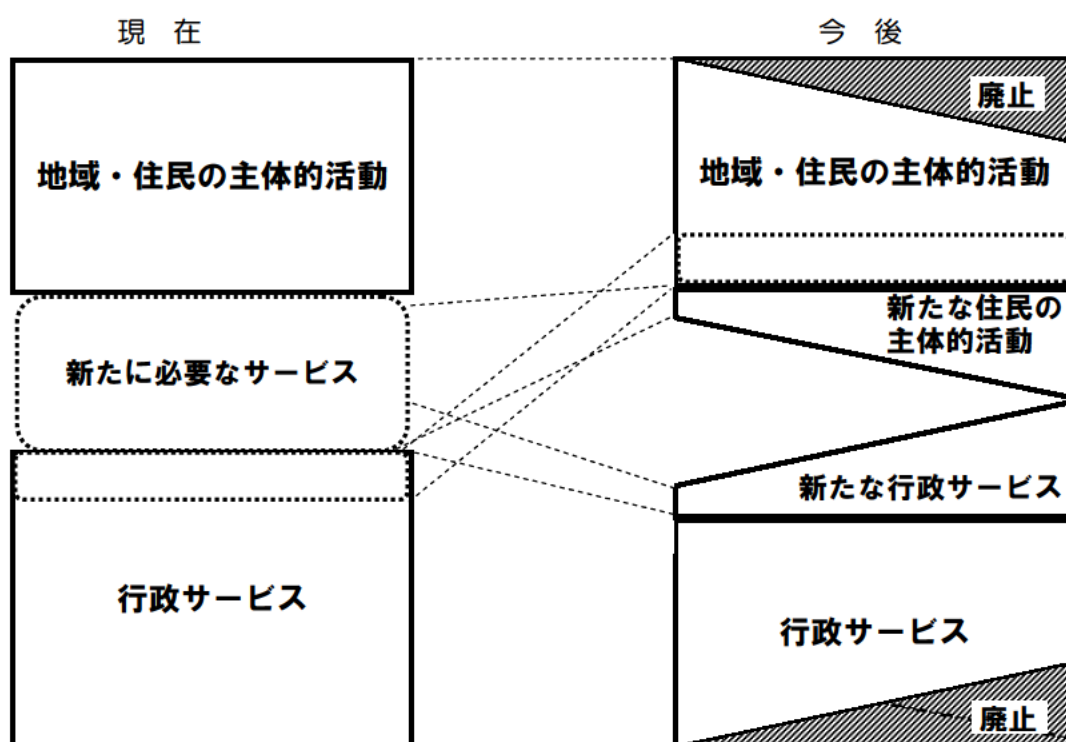 現 在
今 後
廃止
地域・住民の主体的活動
地域・住民の主体的活動
新たな住民の
主体的活動
新たに必要なサービス
新たな行政サービス
行政サービス
行政サービス
廃止